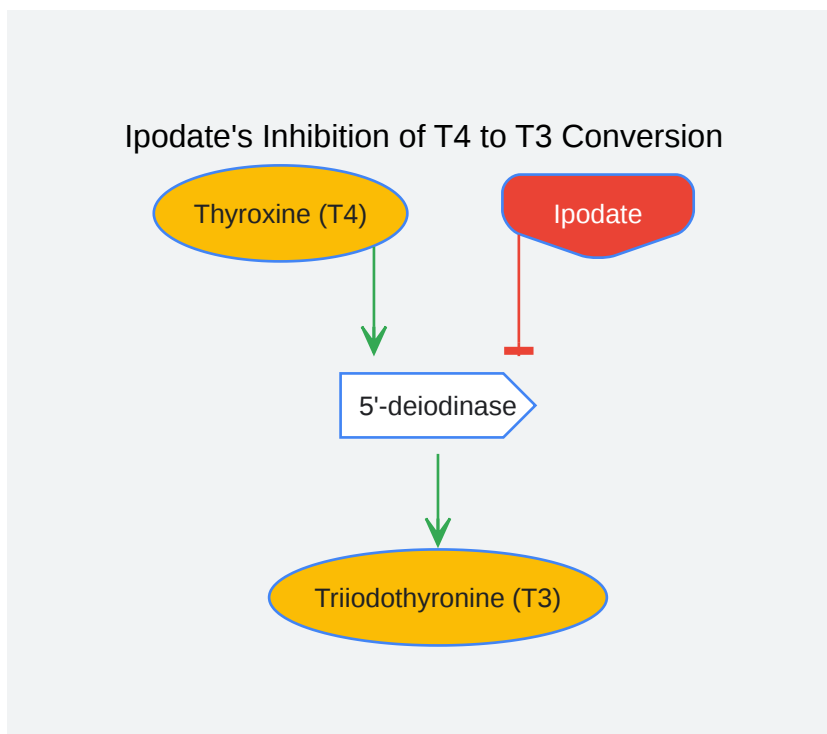 Ipodate's Inhibition of T4 to T3 Conversion
Thyroxine (T4)
Ipodate
5'-deiodinase
Triiodothyronine (T3)